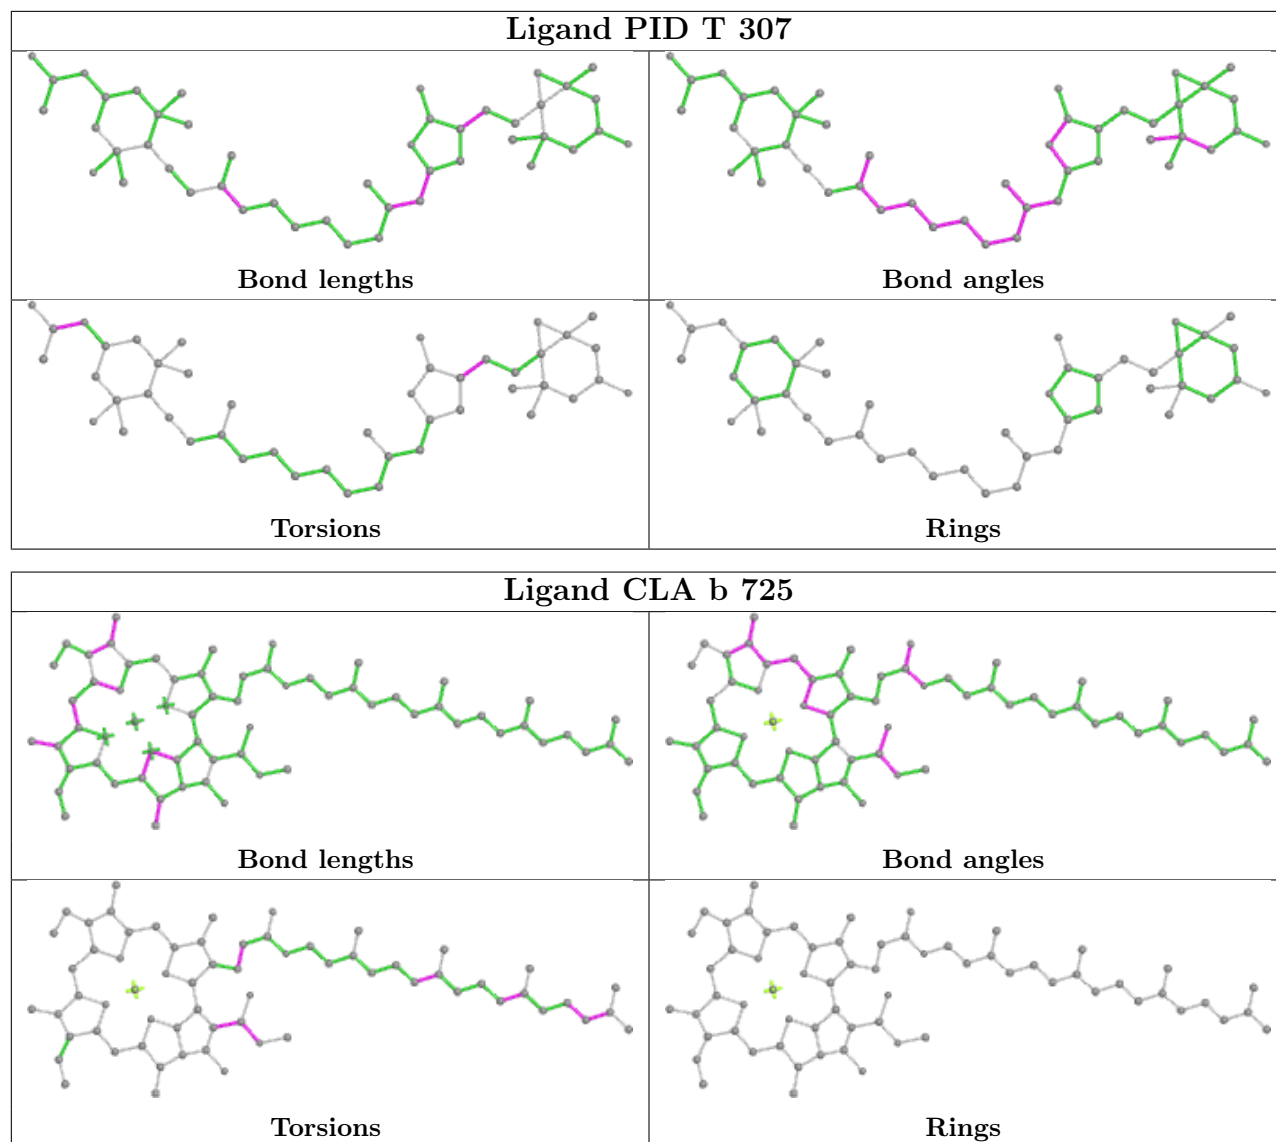 Ligand PID T 307
Bond lengths
Bond angles
Torsions
Rings
Ligand CLA b 725
Bond lengths
Bond angles
Torsions
Rings